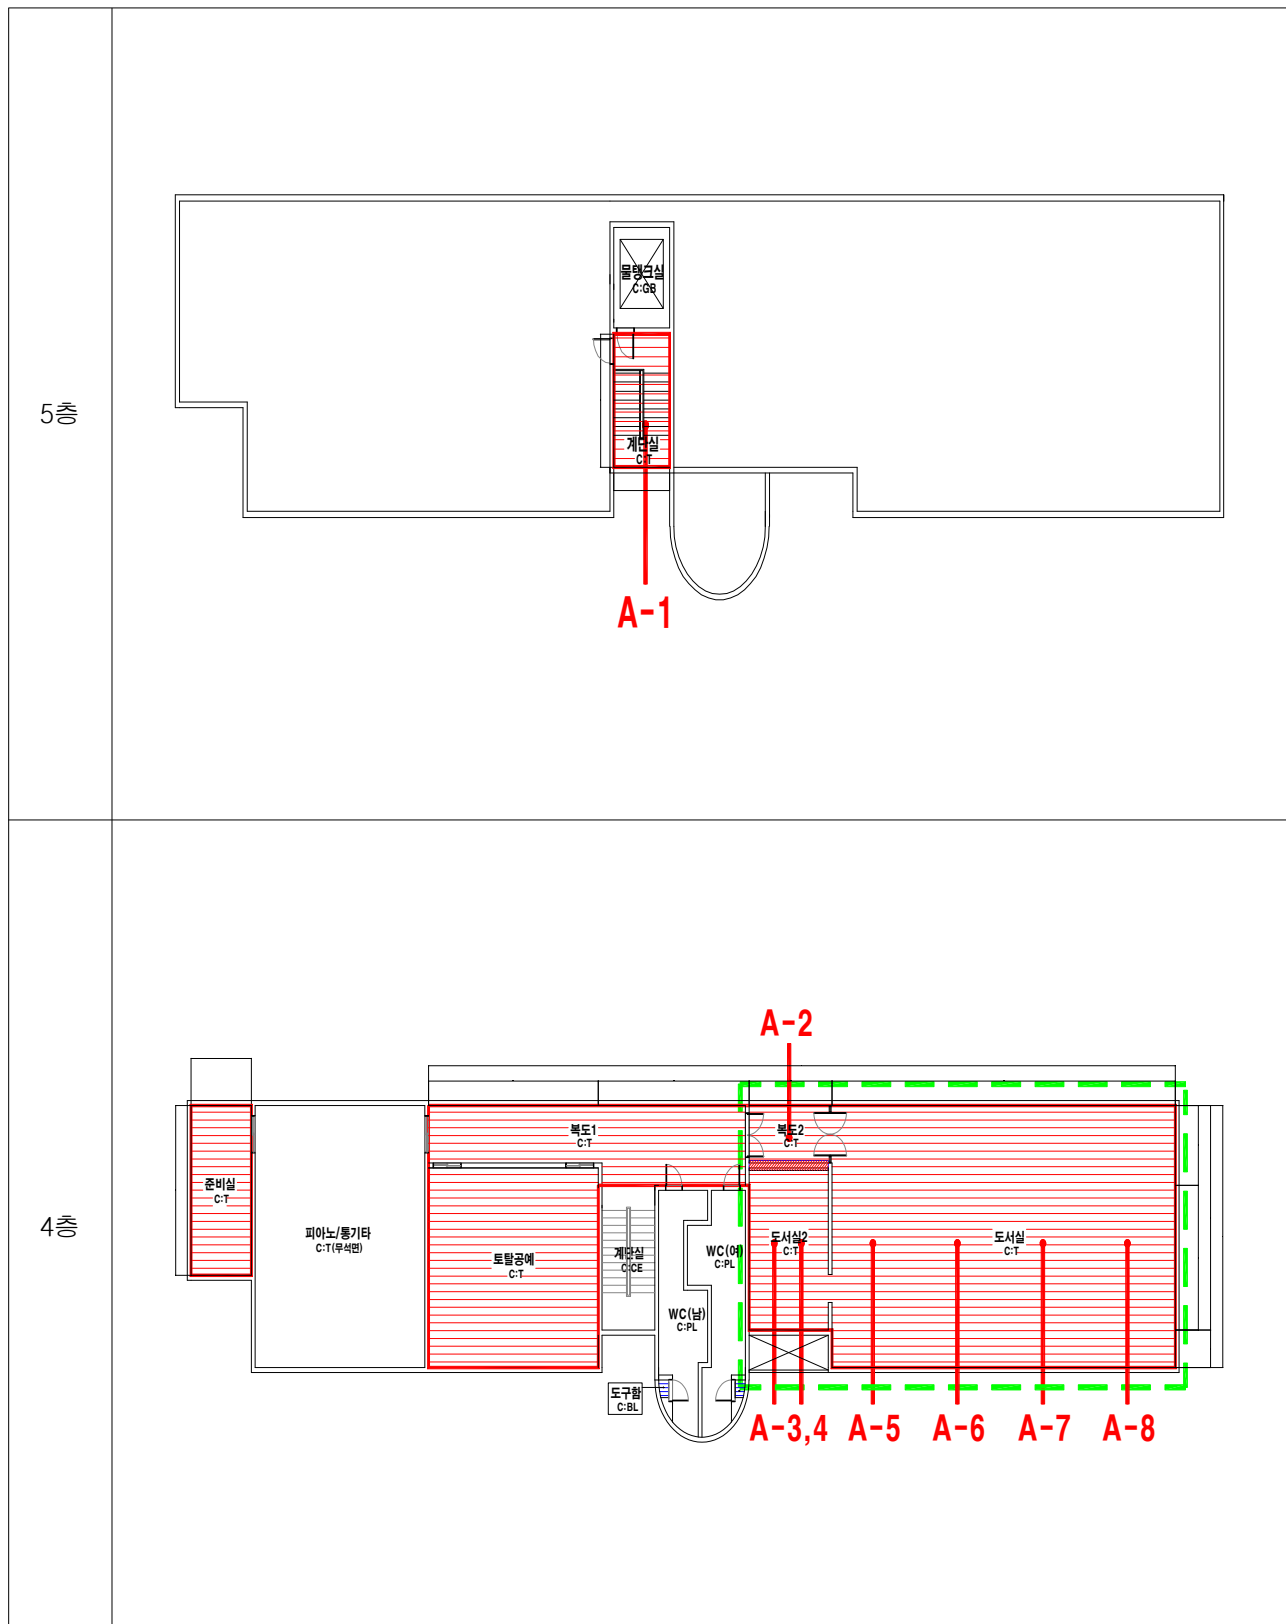 5층
물탱크실
C:GB
계단실
C:T
A-1
4층
A-2
복도1
C:T
복도2
C:T
준비실
C:T
피아노/통기타
C:T(무석면)
토탈공예
C:T
계단실
C:CE
WC(여)
C:PL
WC(남)
C:PL
도서실2
C:T
도서실
C:T
도구함
C:BL
A-3,4
A-5
A-6
A-7
A-8